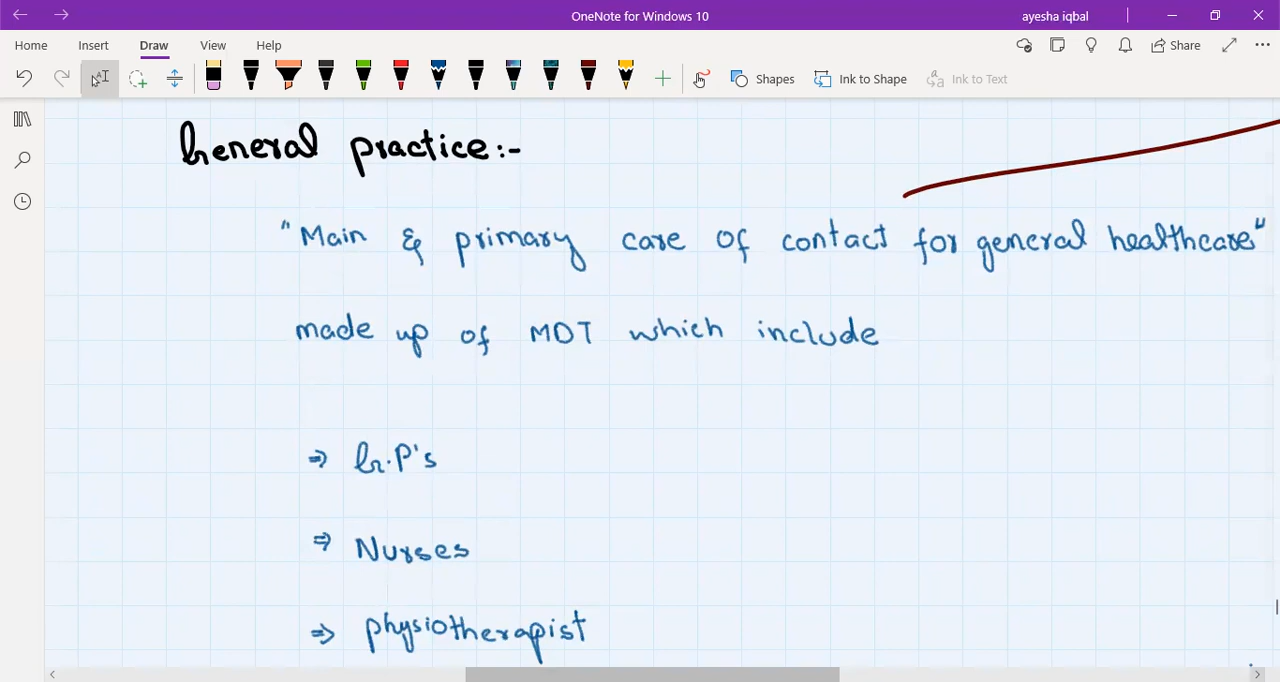 OneNote for Windows 10
ayesha iqbal
Home Insert Draw View Help
Share
Shapes Ink to Shape Ink to Text
General practice:-
"Main & primary care of contact for general healthcare"
made up of MDT which include
⇒ G.P's
⇒ Nurses
⇒ physiotherapist